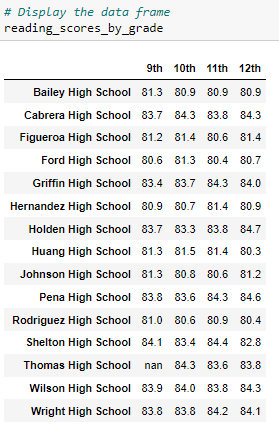 # Display the data frame
reading_scores_by_grade
9th 10th 11th 12th
Bailey High School 81.3 80.9 80.9 80.9
Cabrera High School 83.7 84.3 83.8 84.3
Figueroa High School 81.2 81.4 80.6 81.4
Ford High School 80.6 81.3 80.4 80.7
Griffin High School 83.4 83.7 84.3 84.0
Hernandez High School 80.9 80.7 81.4 80.9
Holden High School 83.7 83.3 83.8 84.7
Huang High School 81.3 81.5 81.4 80.3
Johnson High School 81.3 80.8 80.6 81.2
Pena High School 83.8 83.6 84.3 84.6
Rodriguez High School 81.0 80.6 80.9 80.4
Shelton High School 84.1 83.4 84.4 82.8
Thomas High School nan 84.3 83.6 83.8
Wilson High School 83.9 84.0 83.8 84.3
Wright High School 83.8 83.8 84.2 84.1